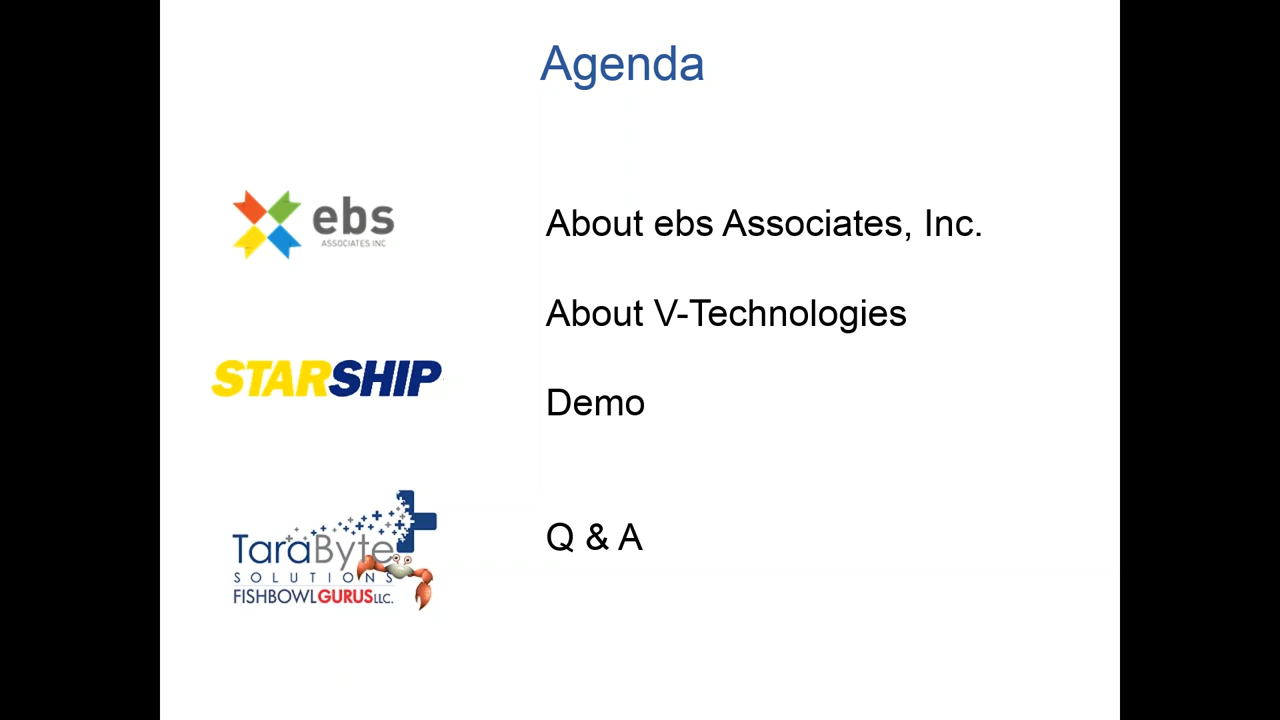 Agenda
ebs
ASSOCIATES INC
About ebs Associates, Inc.
About V-Technologies
STARSHIP
Demo
TaraByte
SOLUTIONS
FISHBOWLGURUS LLC.
Q & A